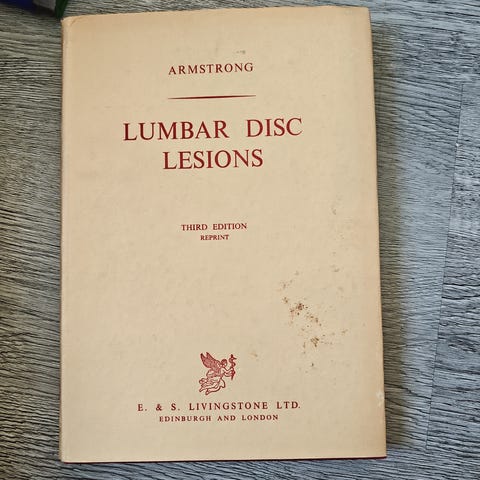 ARMSTRONG
LUMBAR DISC
LESIONS
THIRD EDITION
REPRINT
E. & S. LIVINGSTONE LTD.
EDINBURGH AND LONDON